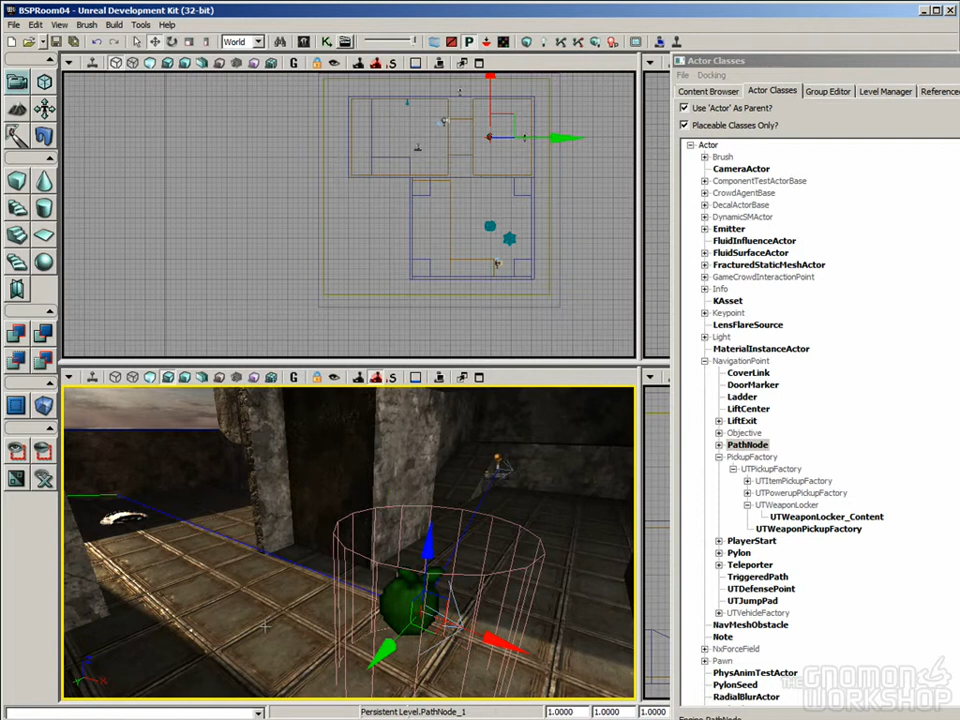 BSPRoom04 - Unreal Development Kit (32-bit)
File Edit View Brush Build Tools Help
World
Actor Classes
File Docking
Content Browser Actor Classes Group Editor Level Manager Reference
Use 'Actor' As Parent?
Placeable Classes Only?
Actor
Brush
CameraActor
ComponentTestActorBase
CrowdAgentBase
DecalActorBase
DynamicSMActor
Emitter
FluidInfluenceActor
FluidSurfaceActor
FracturedStaticMeshActor
GameCrowdInteractionPoint
Info
KAsset
Keypoint
LensFlareSource
Light
MaterialInstanceActor
NavigationPoint
CoverLink
DoorMarker
Ladder
LiftCenter
LiftExit
Objective
PathNode
PickupFactory
UTPickupFactory
UTItemPickupFactory
UTPowerupPickupFactory
UTWeaponLocker
UTWeaponLocker_Content
UTWeaponPickupFactory
PlayerStart
Pylon
Teleporter
TriggeredPath
UTDefensePoint
UTJumpPad
UTVehicleFactory
NavMeshObstacle
Note
NxForceField
Pawn
PhysAnimTestActor
PylonSeed
RadialBlurActor
THE GNOMON WORKSHOP
Persistent Level.PathNode_1 1.0000 1.0000 1.0000